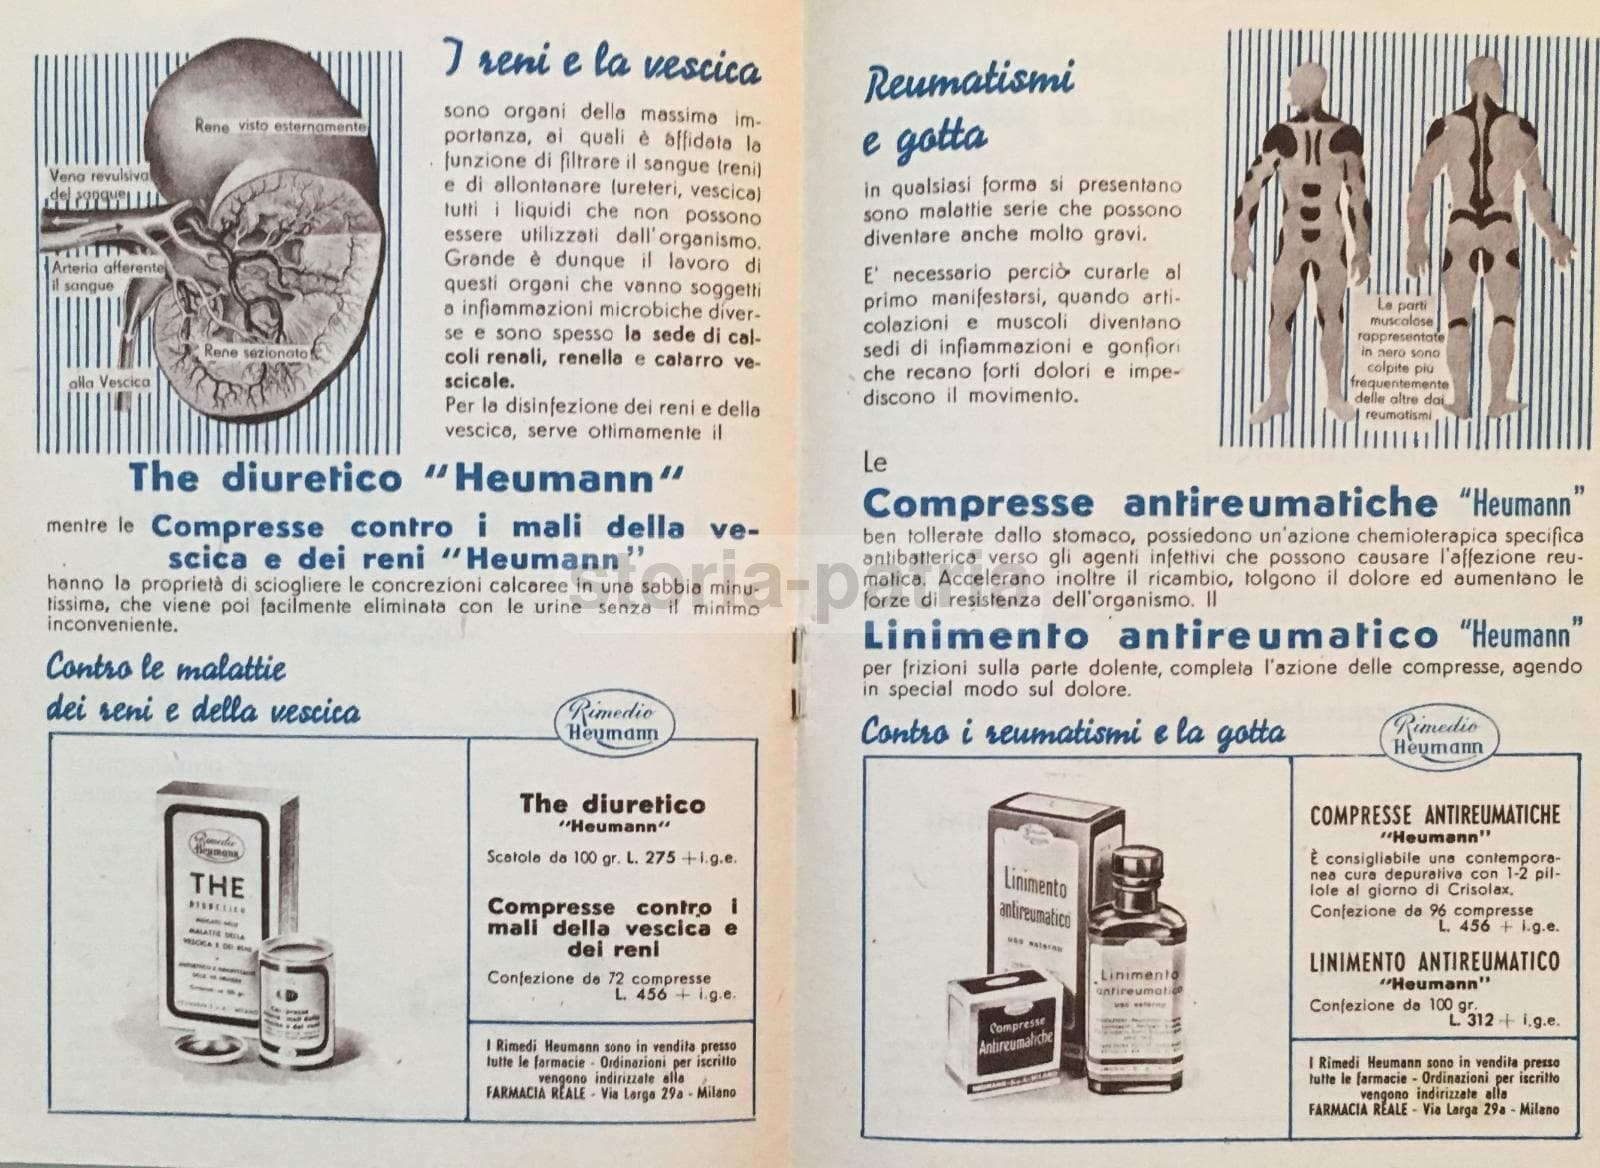 I reni e la vescica
Rene visto esternamente
Vena revulsiva
del sangue
Arteria afferente
il sangue
Rene sezionato
alla Vescica
sono organi della massima im-
portanza, ai quali è affidata la
funzione di filtrare il sangue (reni)
e di allontanare (ureteri, vescica)
tutti i liquidi che non possono
essere utilizzati dall'organismo.
Grande è dunque il lavoro di
questi organi che vanno soggetti
a infiammazioni microbiche diver-
se e sono spesso la sede di cal-
coli renali, renella e catarro ve-
scicale.
Per la disinfezione dei reni e della
vescica, serve ottimamente il
The diuretico "Heumann"
mentre le Compresse contro i mali della ve-
scica e dei reni "Heumann"
hanno la proprietà di sciogliere le concrezioni calcaree in una sabbia minu-
tissima, che viene poi facilmente eliminata con le urine senza il minimo
inconveniente.
Contro le malattie
dei reni e della vescica
Rimedio
Heumann
Rimedio
Heumann
THE
DIURETICO
MALATTIE DELLA
VESCICA E DEI RENI
The diuretico
"Heumann"
Scatola da 100 gr. L. 275 + i.g.e.
Compresse contro i
mali della vescica e
dei reni
Confezione da 72 compresse
L. 456 + i.g.e.
I Rimedi Heumann sono in vendita presso
tutte le farmacie - Ordinazioni per iscritto
vengono indirizzate alla
FARMACIA REALE - Via Larga 29a - Milano
Reumatismi
e gotta
in qualsiasi forma si presentano
sono malattie serie che possono
diventare anche molto gravi.
E' necessario perciò curarle al
primo manifestarsi, quando arti-
colazioni e muscoli diventano
sedi di infiammazioni e gonfiori
che recano forti dolori e impe-
discono il movimento.
Le parti
muscolose
rappresentate
in nero sono
colpite più
frequentemente
delle altre dai
reumatismi
Le
Compresse antireumatiche "Heumann"
ben tollerate dallo stomaco, possiedono un'azione chemioterapica specifica
antibatterica verso gli agenti infettivi che possono causare l'affezione reu-
matica. Accelerano inoltre il ricambio, tolgono il dolore ed aumentano le
forze di resistenza dell'organismo. Il
Linimento antireumatico "Heumann"
per frizioni sulla parte dolente, completa l'azione delle compresse, agendo
in special modo sul dolore.
Contro i reumatismi e la gotta
Rimedio
Heumann
Linimento
antireumatico
uso esterno
Linimento
antireumatico
uso esterno
Compresse
Antireumatiche
HEUMANN S.p.A. MILANO
COMPRESSE ANTIREUMATICHE
"Heumann"
È consigliabile una contempora-
nea cura depurativa con 1-2 pil-
lole al giorno di Crisolax.
Confezione da 96 compresse
L. 456 + i.g.e.
LINIMENTO ANTIREUMATICO
"Heumann"
Confezione da 100 gr.
L. 312 + i.g.e.
I Rimedi Heumann sono in vendita presso
tutte le farmacie - Ordinazioni per iscritto
vengono indirizzate alla
FARMACIA REALE - Via Larga 29a - Milano
storia-patria